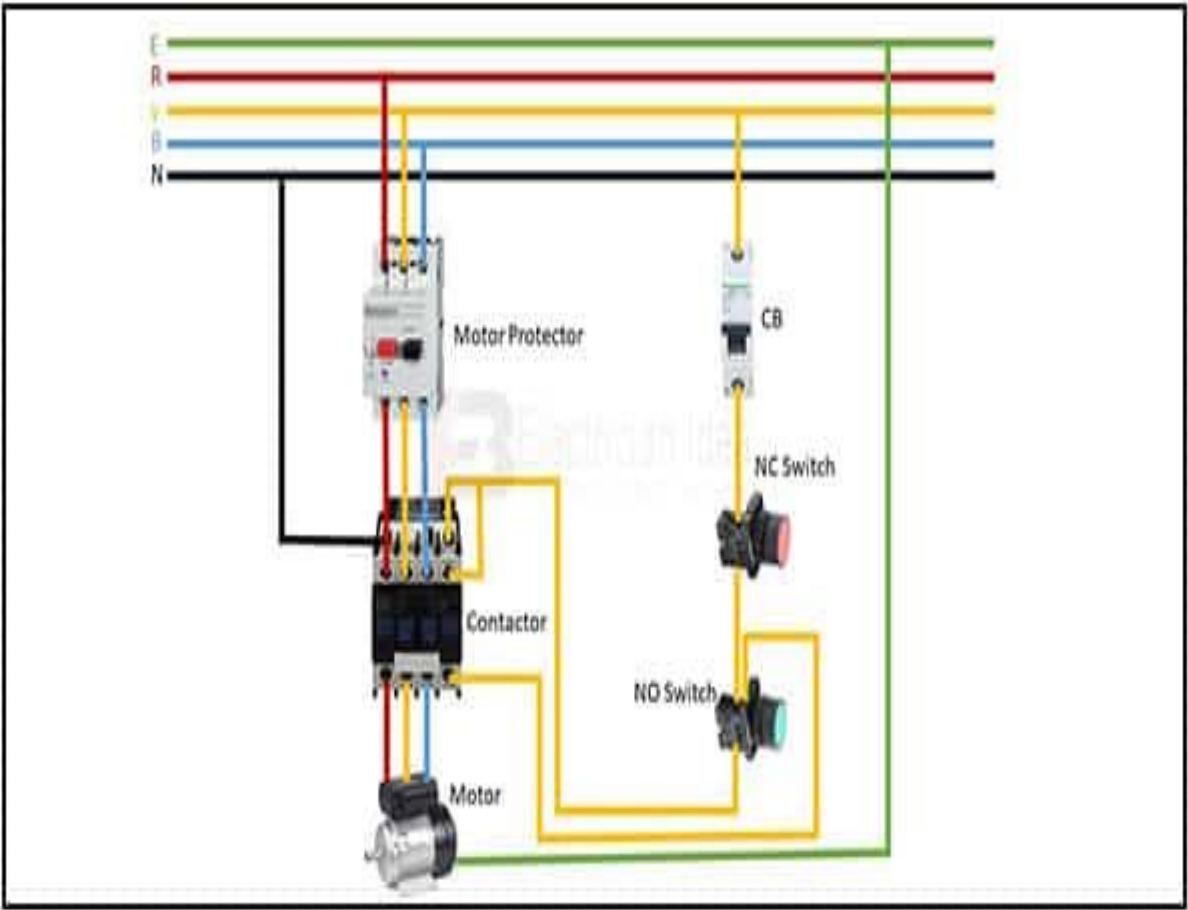 E
R
Y
B
N
Motor Protector
CB
NC Switch
Contactor
NO Switch
Motor